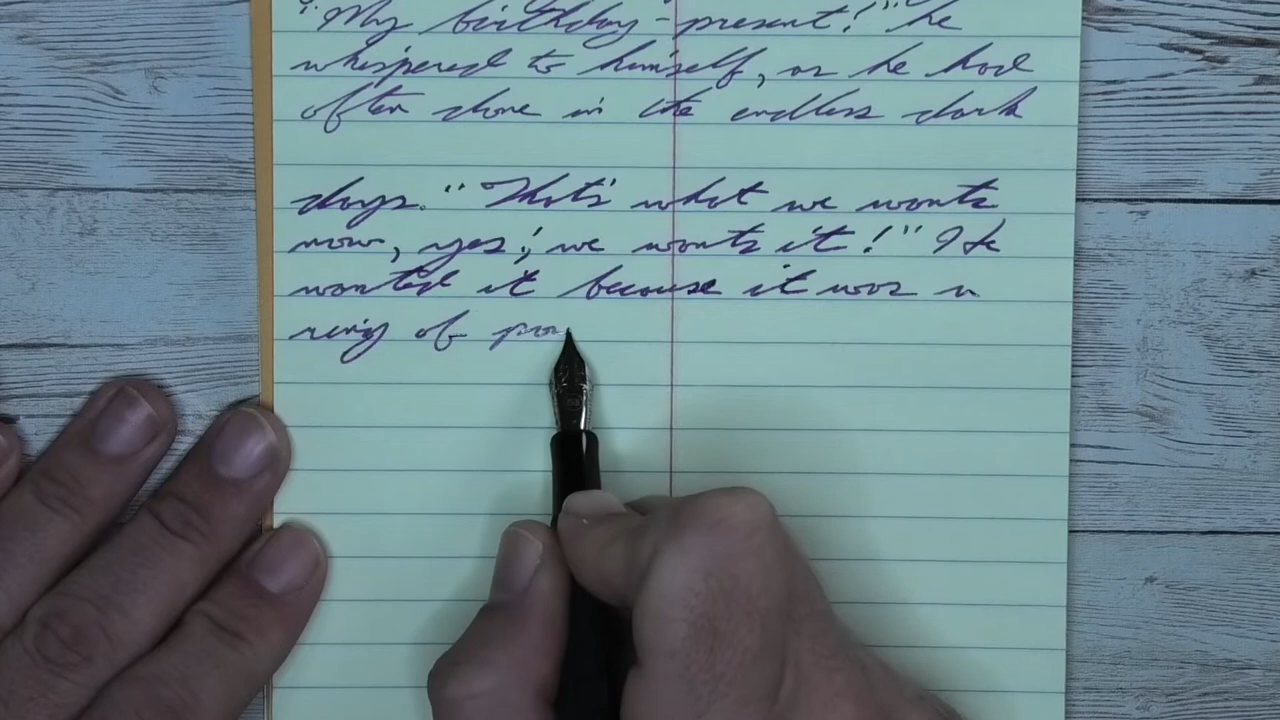 "My birthday-present!" he
whispered to himself, as he had
often done in the endless dark
days. "That's what we wants
now, yes; we wants it!" He
wanted it because it was a
ring of pow